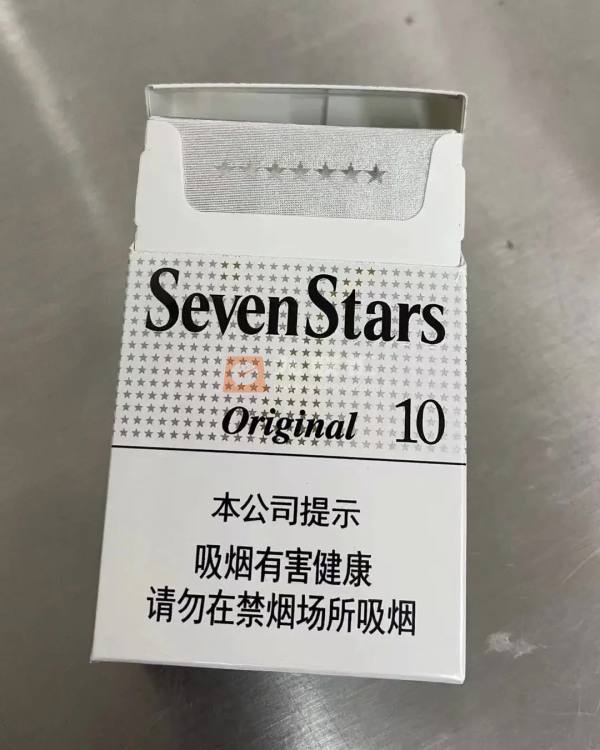 Seven Stars
Original 10
本公司提示
吸烟有害健康
请勿在禁烟场所吸烟